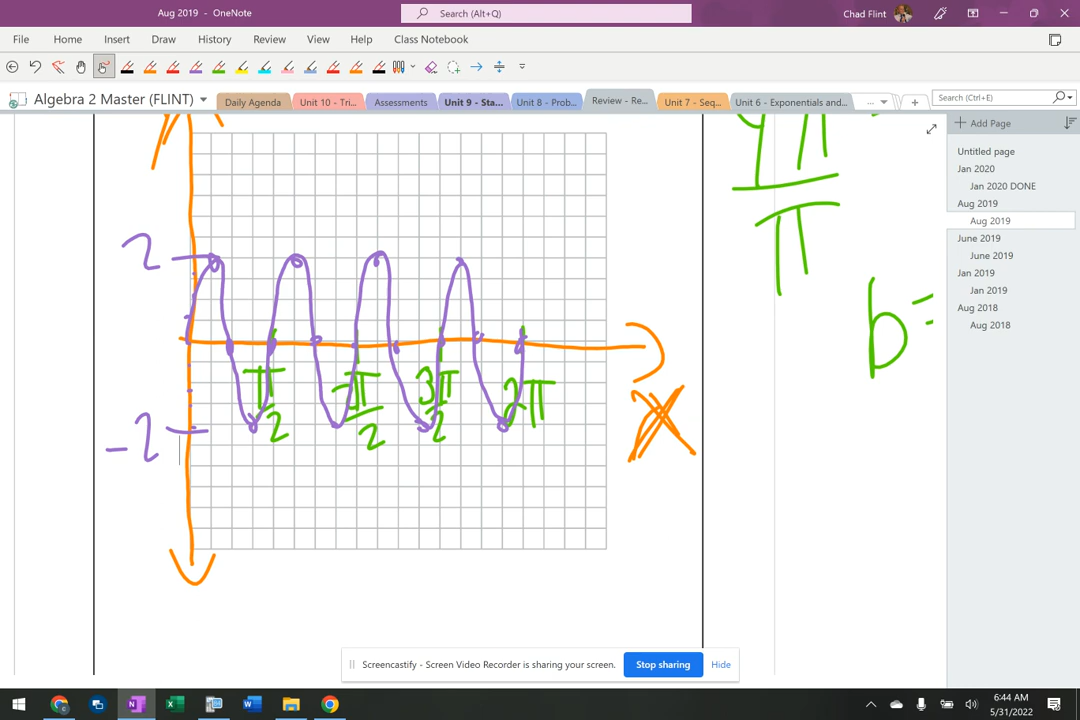 Aug 2019 - OneNote
Search (Alt+Q)
Chad Flint
File Home Insert Draw History Review View Help Class Notebook
Algebra 2 Master (FLINT)
Daily Agenda
Unit 10 - Tri...
Assessments
Unit 9 - Sta...
Unit 8 - Prob...
Review - Re...
Unit 7 - Seq...
Unit 6 - Exponentials and...
...
Search (Ctrl+E)
Add Page
Untitled page
Jan 2020
Jan 2020 DONE
Aug 2019
Aug 2019
June 2019
June 2019
Jan 2019
Jan 2019
Aug 2018
Aug 2018
π
2
-2
π/2
2π/2
3π/2
2π
X
b=
Screencastify - Screen Video Recorder is sharing your screen.
Stop sharing
Hide
6:44 AM
5/31/2022